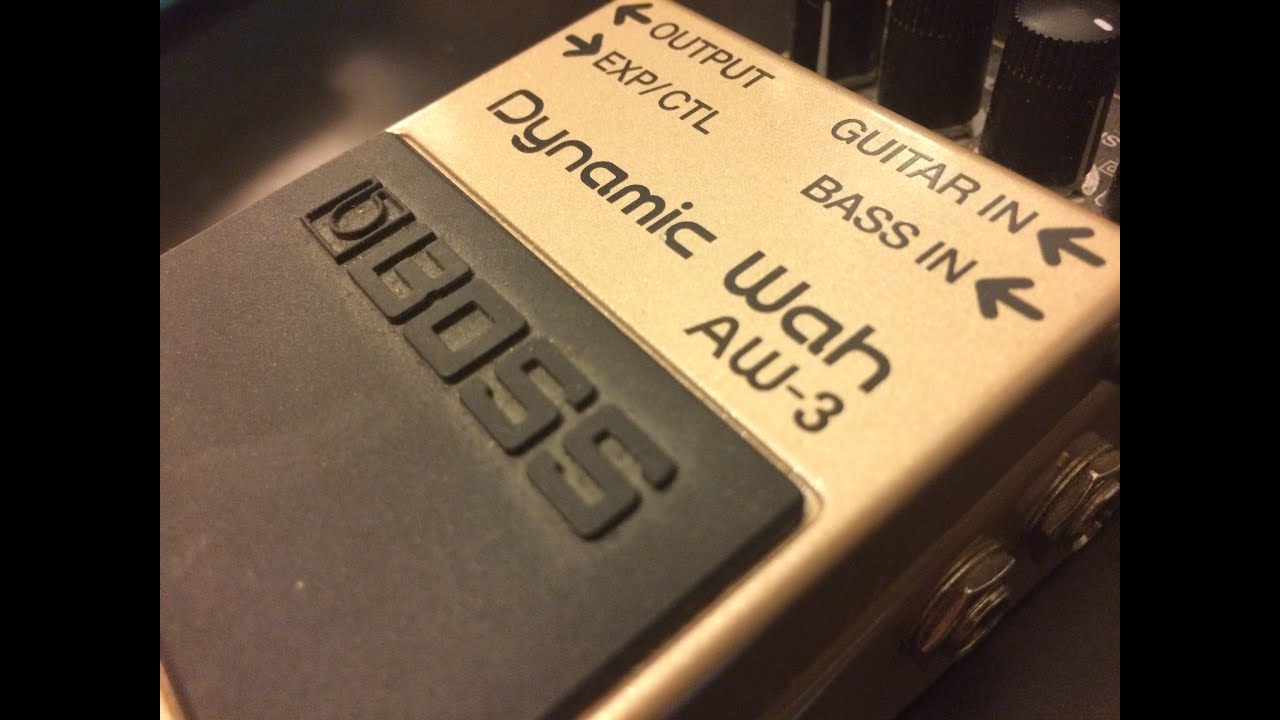 OUTPUT
EXP/CTL
GUITAR IN
BASS IN
Dynamic Wah
AW-3
BOSS